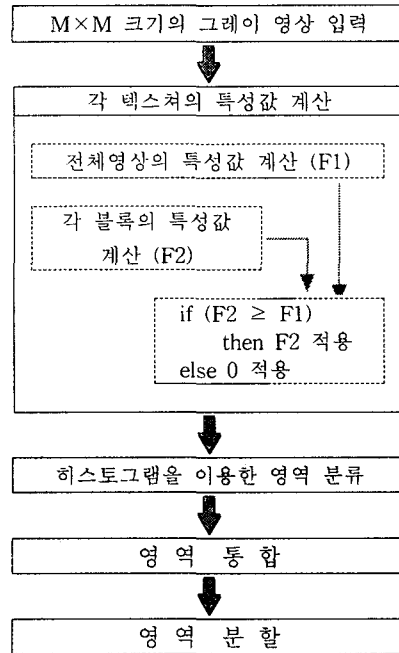 M×M 크기의 그레이 영상 입력
각 텍스쳐의 특성값 계산
전체영상의 특성값 계산 (F1)
각 블록의 특성값
계산 (F2)
if (F2 ≥ F1)
then F2 적용
else 0 적용
히스토그램을 이용한 영역 분류
영 역 통 합
영 역 분 할